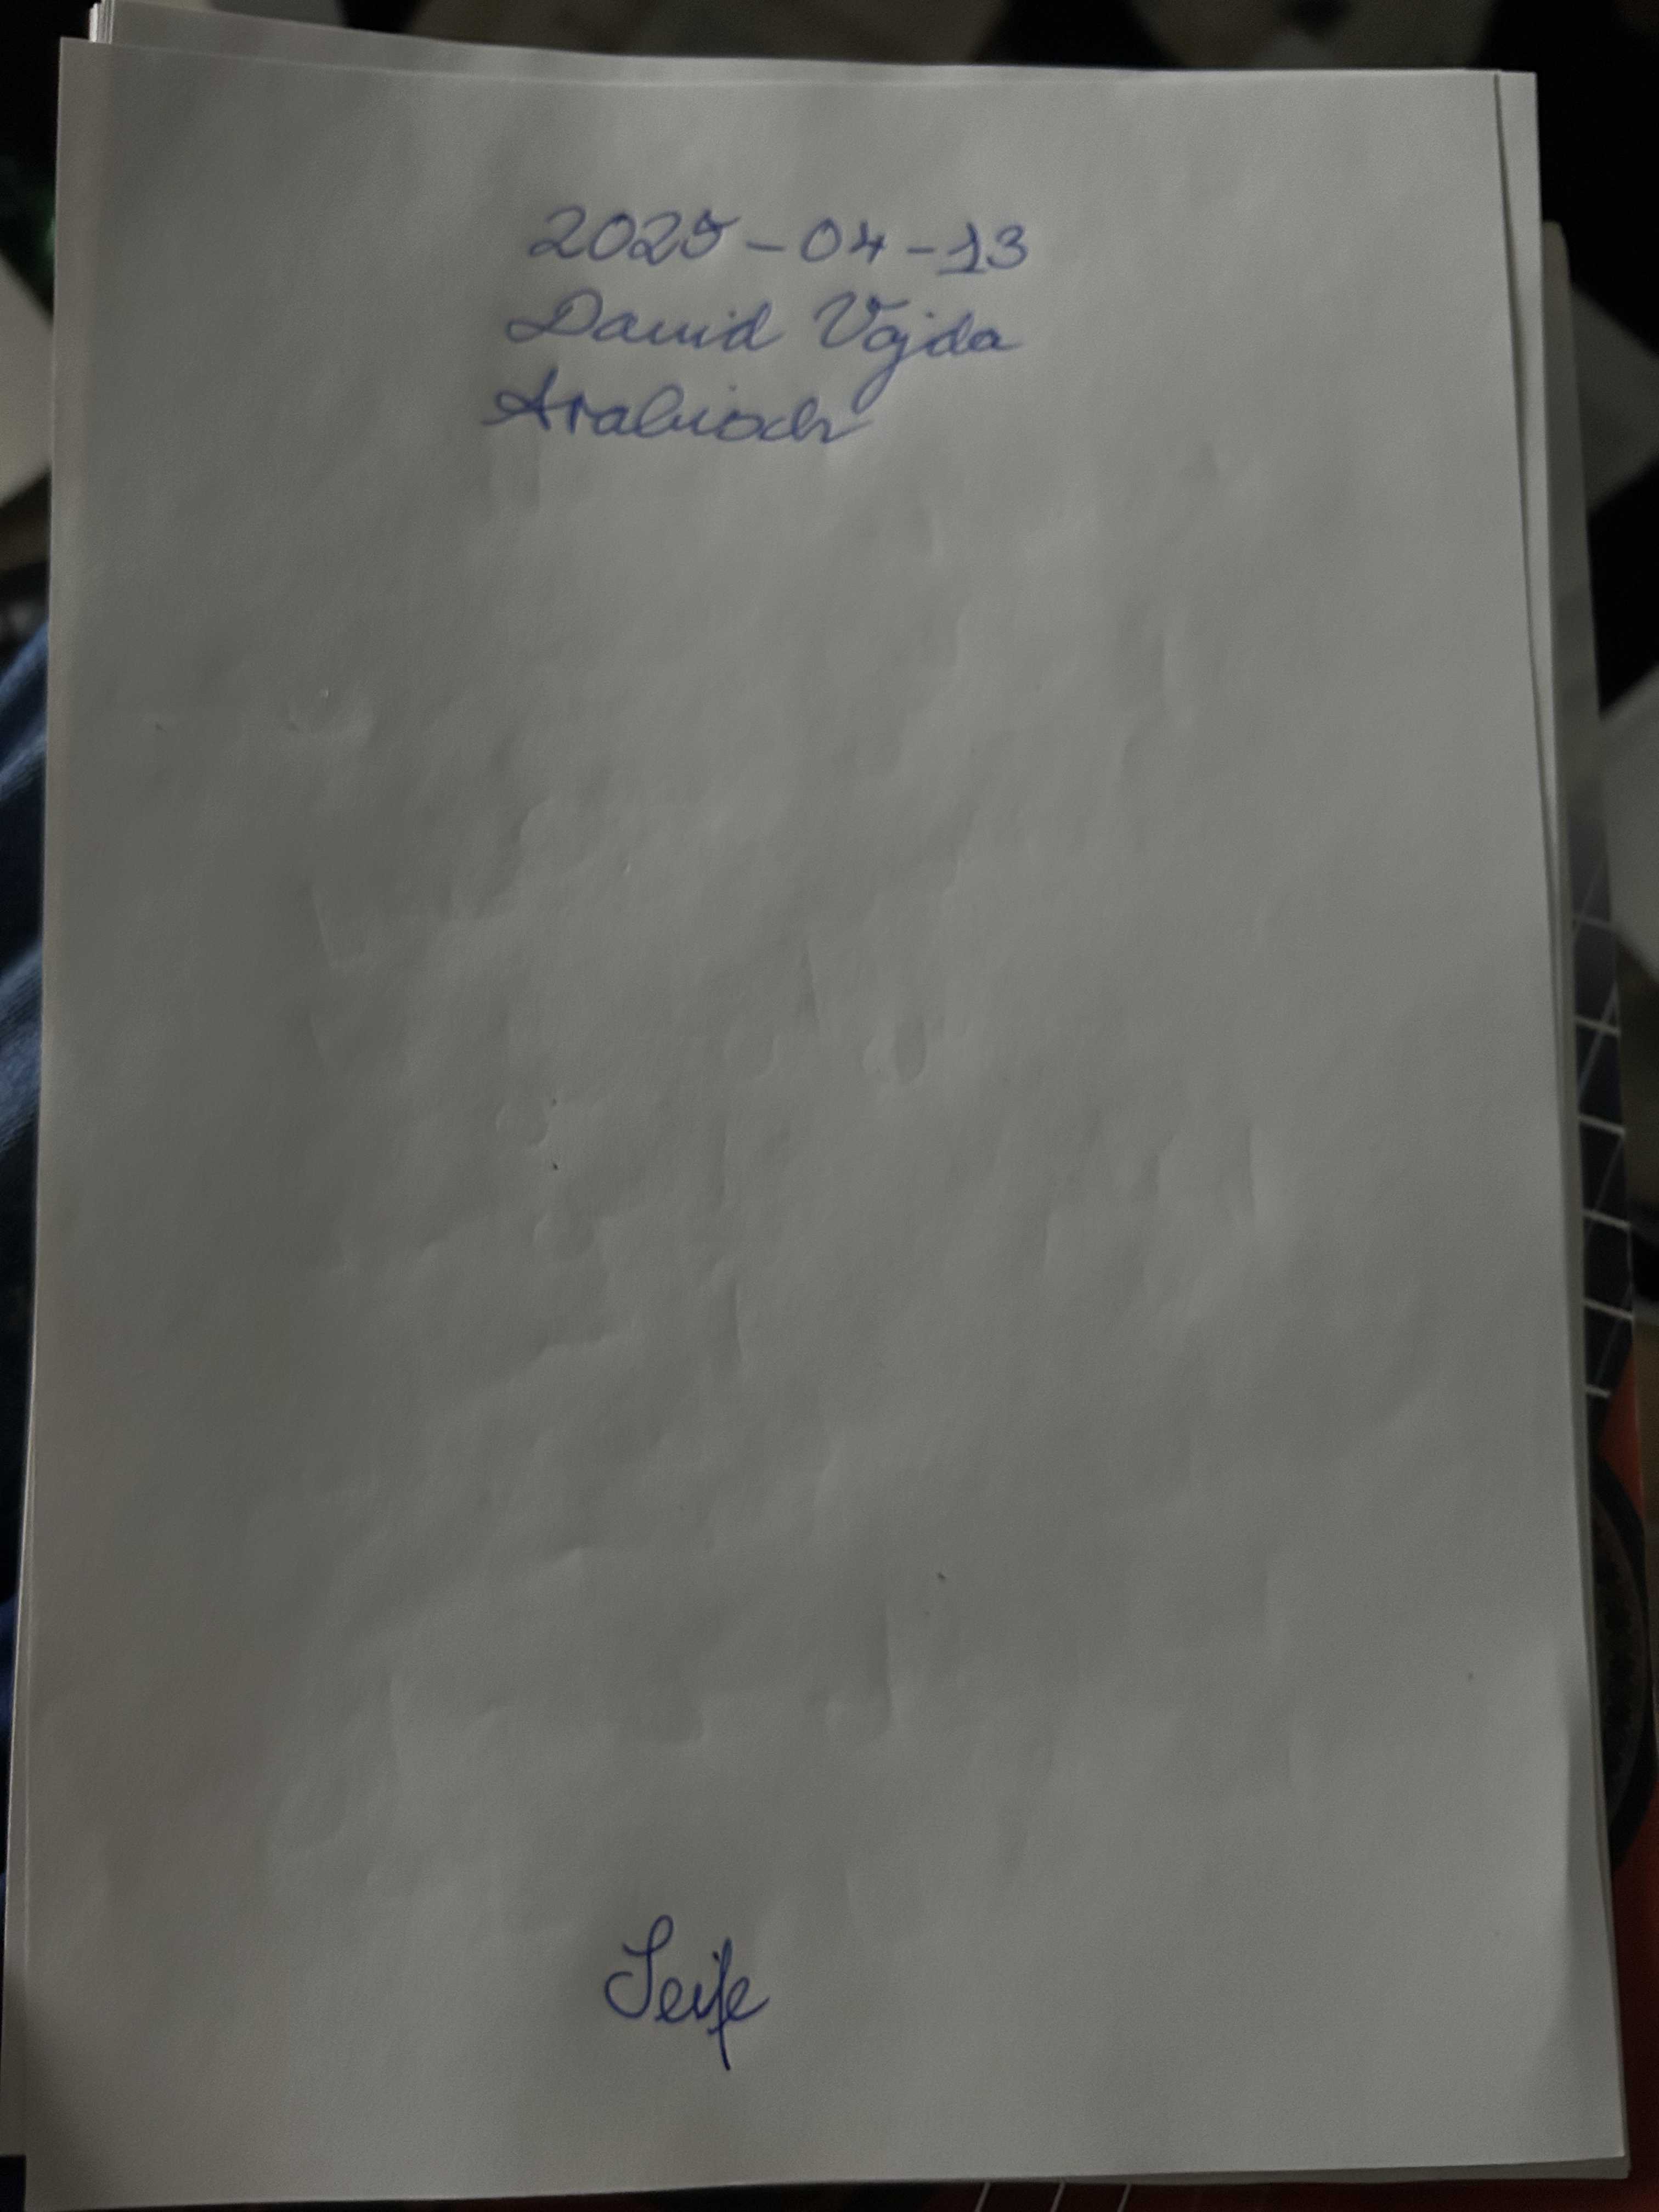 2025-04-13
David Vajda
Arabisch
Seife